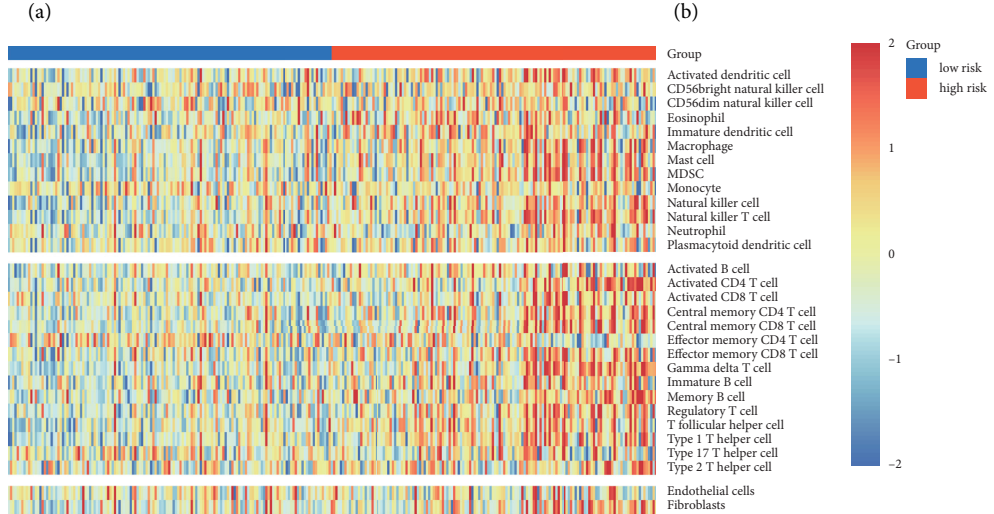 (a)
(b)
Group
Activated dendritic cell
CD56bright natural killer cell
CD56dim natural killer cell
Eosinophil
Immature dendritic cell
Macrophage
Mast cell
MDSC
Monocyte
Natural killer cell
Natural killer T cell
Neutrophil
Plasmacytoid dendritic cell
Activated B cell
Activated CD4 T cell
Activated CD8 T cell
Central memory CD4 T cell
Central memory CD8 T cell
Effector memory CD4 T cell
Effector memory CD8 T cell
Gamma delta T cell
Immature B cell
Memory B cell
Regulatory T cell
T follicular helper cell
Type 1 T helper cell
Type 17 T helper cell
Type 2 T helper cell
Endothelial cells
Fibroblasts
2
1
0
−1
−2
Group
low risk
high risk